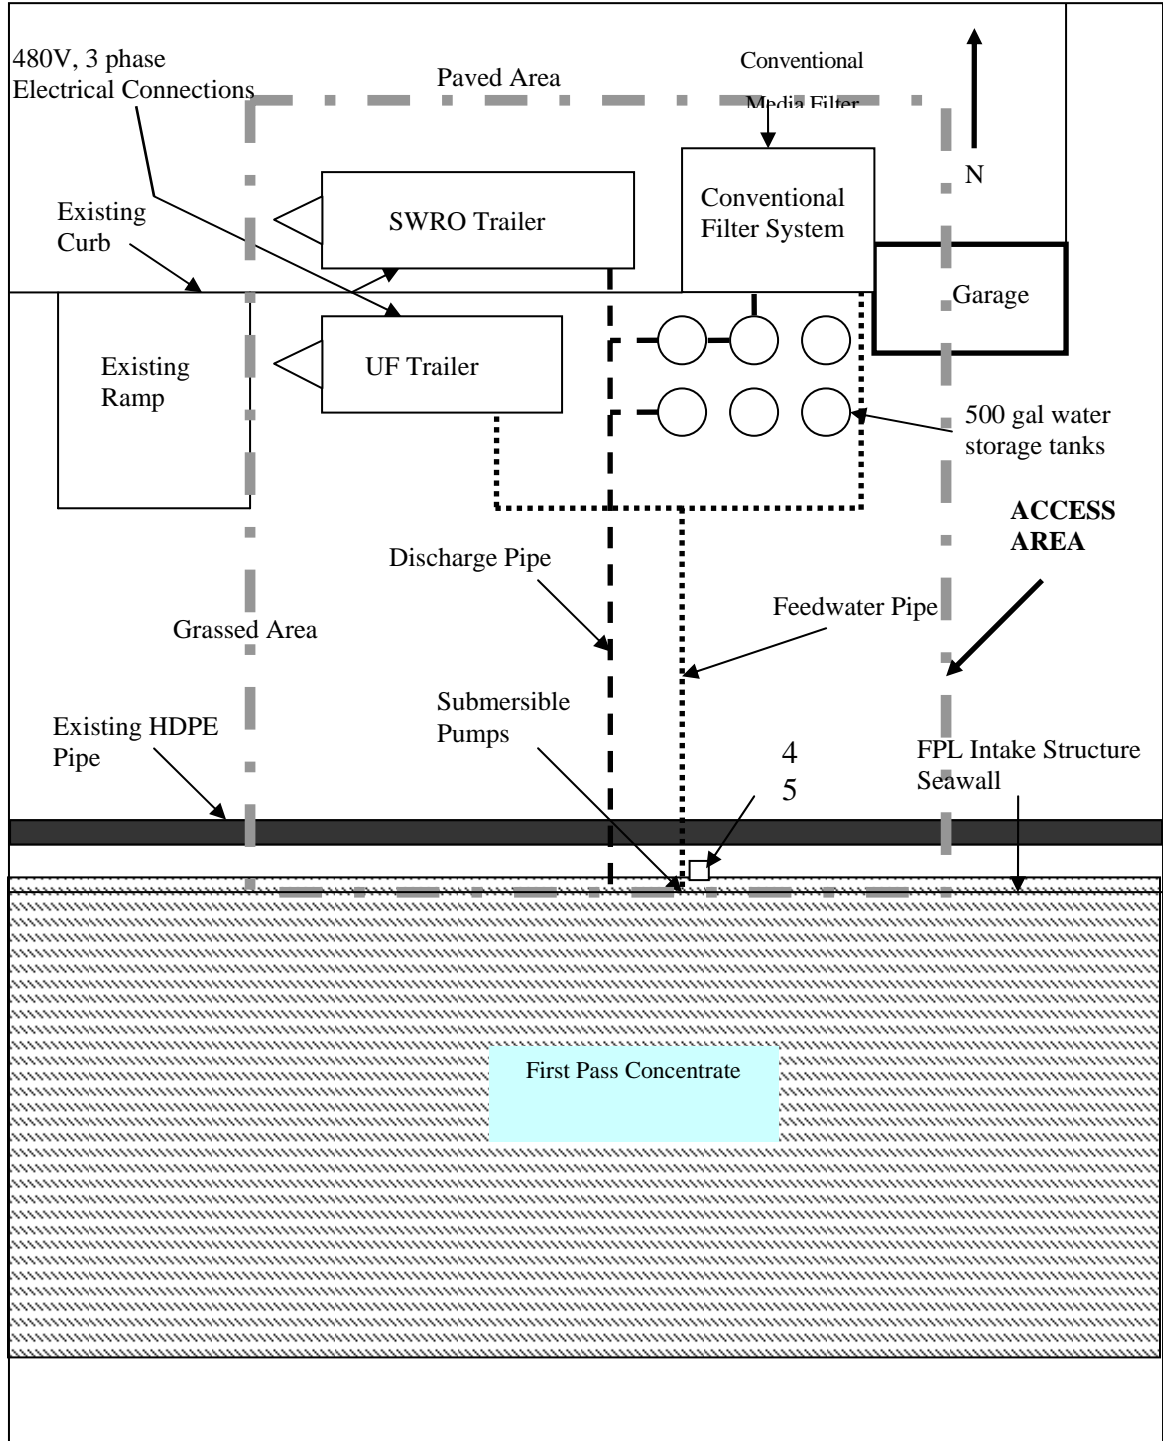 480V, 3 phase
Electrical Connections
Paved Area
Conventional
Media Filter
N
Existing
Curb
SWRO Trailer
Conventional
Filter System
Garage
Existing
Ramp
UF Trailer
500 gal water
storage tanks
ACCESS
AREA
Discharge Pipe
Feedwater Pipe
Grassed Area
Submersible
Pumps
Existing HDPE
Pipe
4
5
FPL Intake Structure
Seawall
First Pass Concentrate